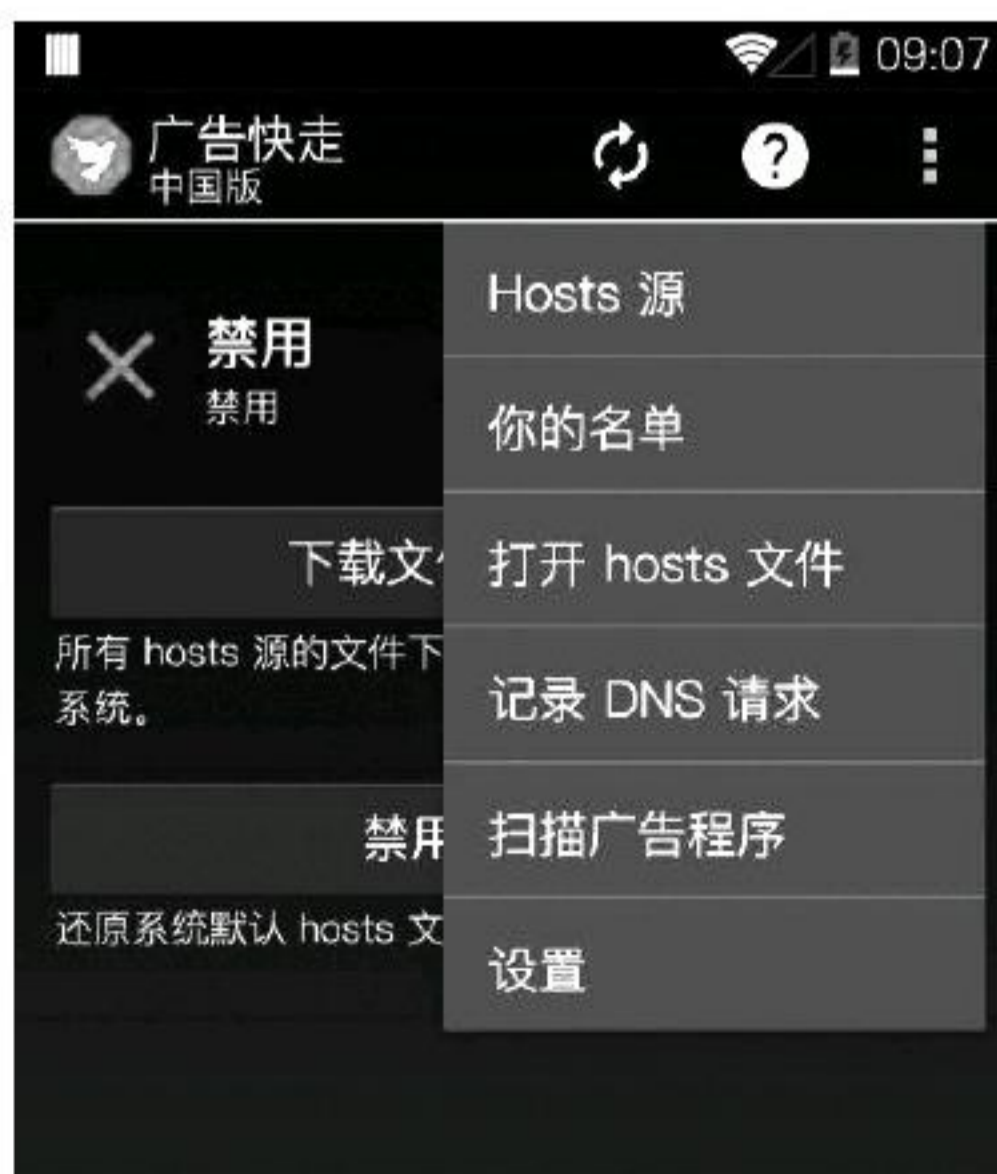 09:07
广告快走
中国版
Hosts 源
禁用
禁用
你的名单
下载文
打开 hosts 文件
所有 hosts 源的文件下
系统。
记录 DNS 请求
禁用
扫描广告程序
还原系统默认 hosts 文
设置